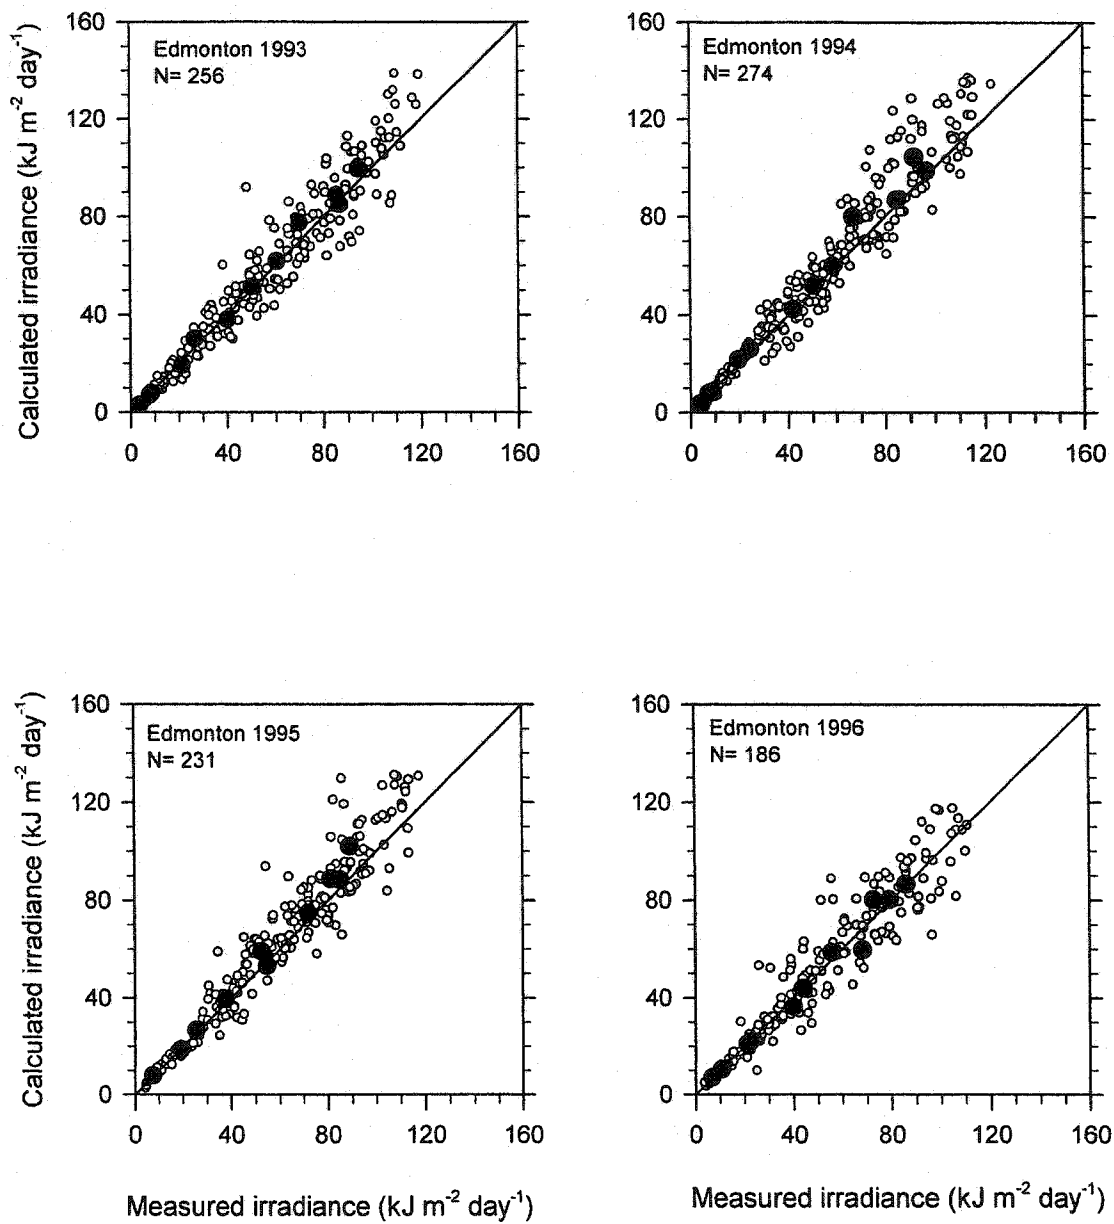 Edmonton 1993
N= 256
Calculated irradiance (kJ m-2 day-1)
160
120
80
40
0
0 40 80 120 160
Edmonton 1994
N= 274
160
120
80
40
0
0 40 80 120 160
Edmonton 1995
N= 231
Calculated irradiance (kJ m-2 day-1)
160
120
80
40
0
0 40 80 120 160
Measured irradiance (kJ m-2 day-1)
Edmonton 1996
N= 186
160
120
80
40
0
0 40 80 120 160
Measured irradiance (kJ m-2 day-1)